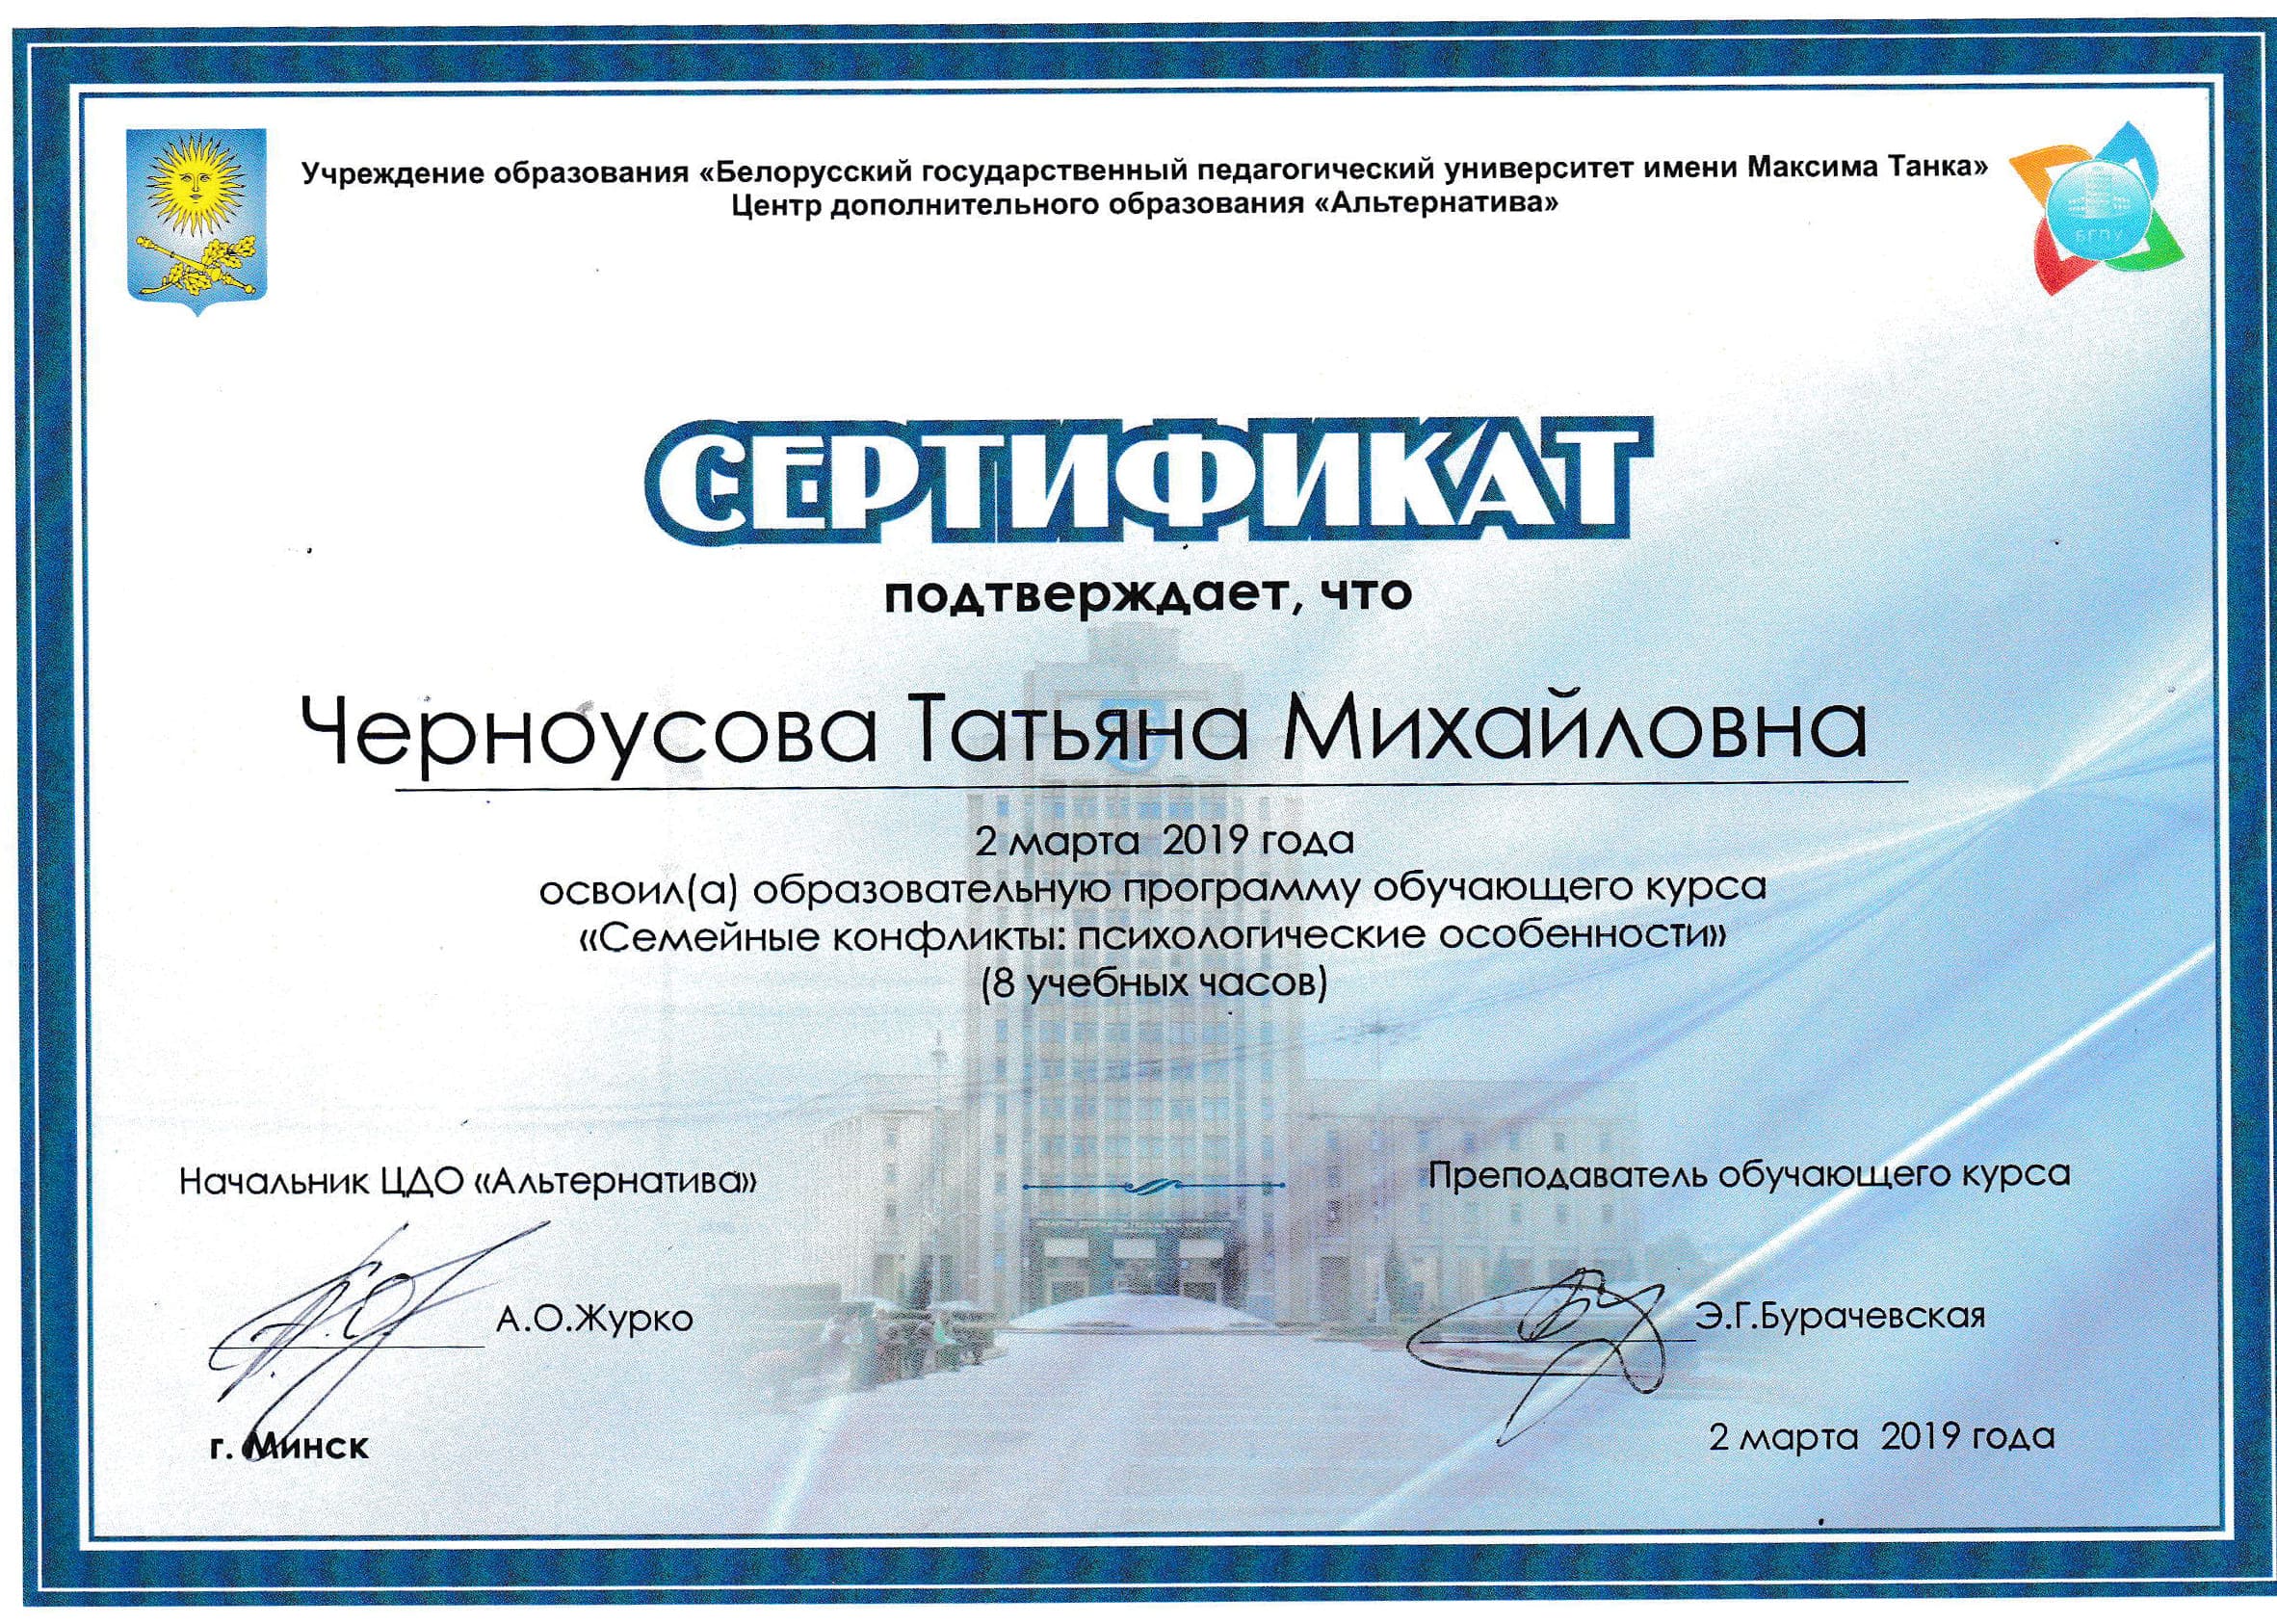 Учреждение образования «Белорусский государственный педагогический университет имени Максима Танка»
Центр дополнительного образования «Альтернатива»
БГПУ
СЕРТИФИКАТ
подтверждает, что
Черноусова Татьяна Михайловна
2 марта 2019 года
освоил(а) образовательную программу обучающего курса
«Семейные конфликты: психологические особенности»
(8 учебных часов)
Начальник ЦДО «Альтернатива»
Преподаватель обучающего курса
А.О.Журко
Э.Г.Бурачевская
г. Минск
2 марта 2019 года